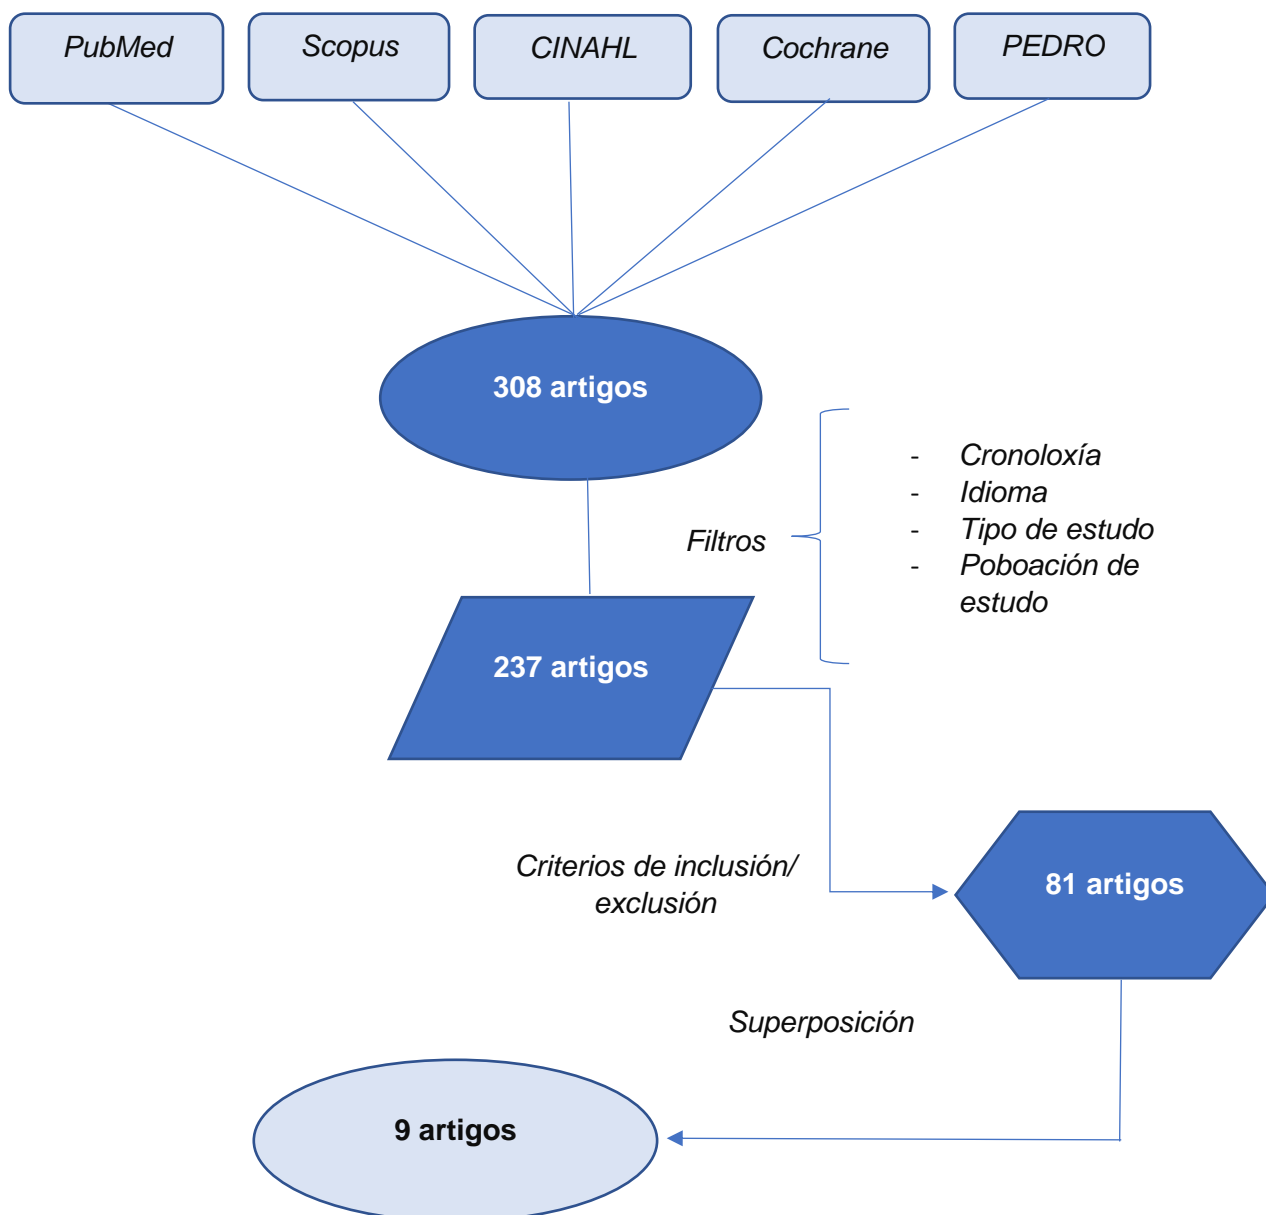 PubMed
Scopus
CINAHL
Cochrane
PEDRO
308 artigos
Filtros
- Cronoloxía
- Idioma
- Tipo de estudo
- Poboación de
estudo
237 artigos
Criterios de inclusión/
exclusión
81 artigos
Superposición
9 artigos